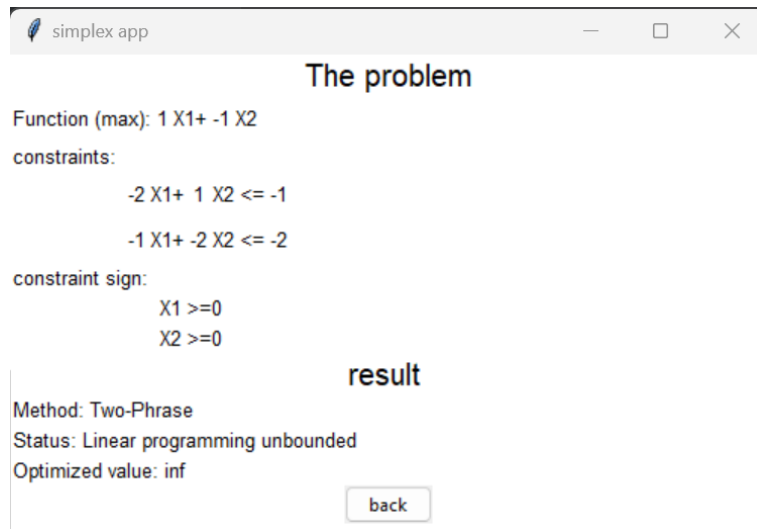 simplex app
The problem
Function (max): 1 X1+ -1 X2
constraints:
-2 X1+ 1 X2 <= -1
-1 X1+ -2 X2 <= -2
constraint sign:
X1 >=0
X2 >=0
result
Method: Two-Phrase
Status: Linear programming unbounded
Optimized value: inf
back